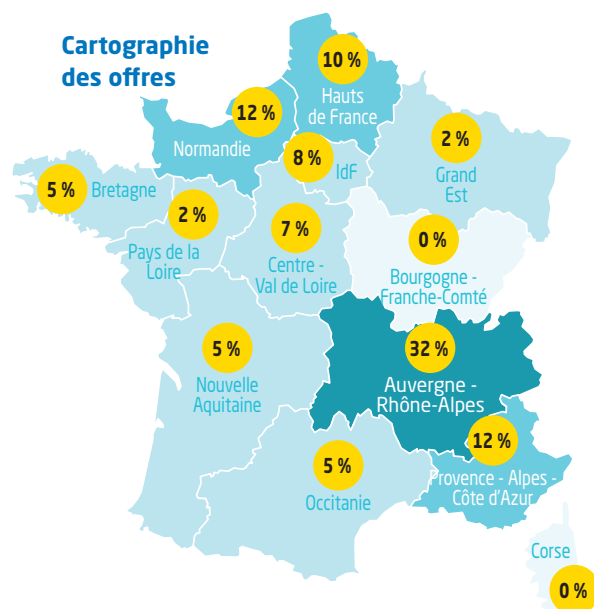 Cartographie
des offres
10 %
Hauts
de France
12 %
Normandie
8 %
IdF
2 %
Grand
Est
5 %
Bretagne
2 %
Pays de la
Loire
7 %
Centre -
Val de Loire
0 %
Bourgogne -
Franche-Comté
5 %
Nouvelle
Aquitaine
32 %
Auvergne -
Rhône-Alpes
12 %
Provence - Alpes -
Côte d'Azur
5 %
Occitanie
Corse
0 %